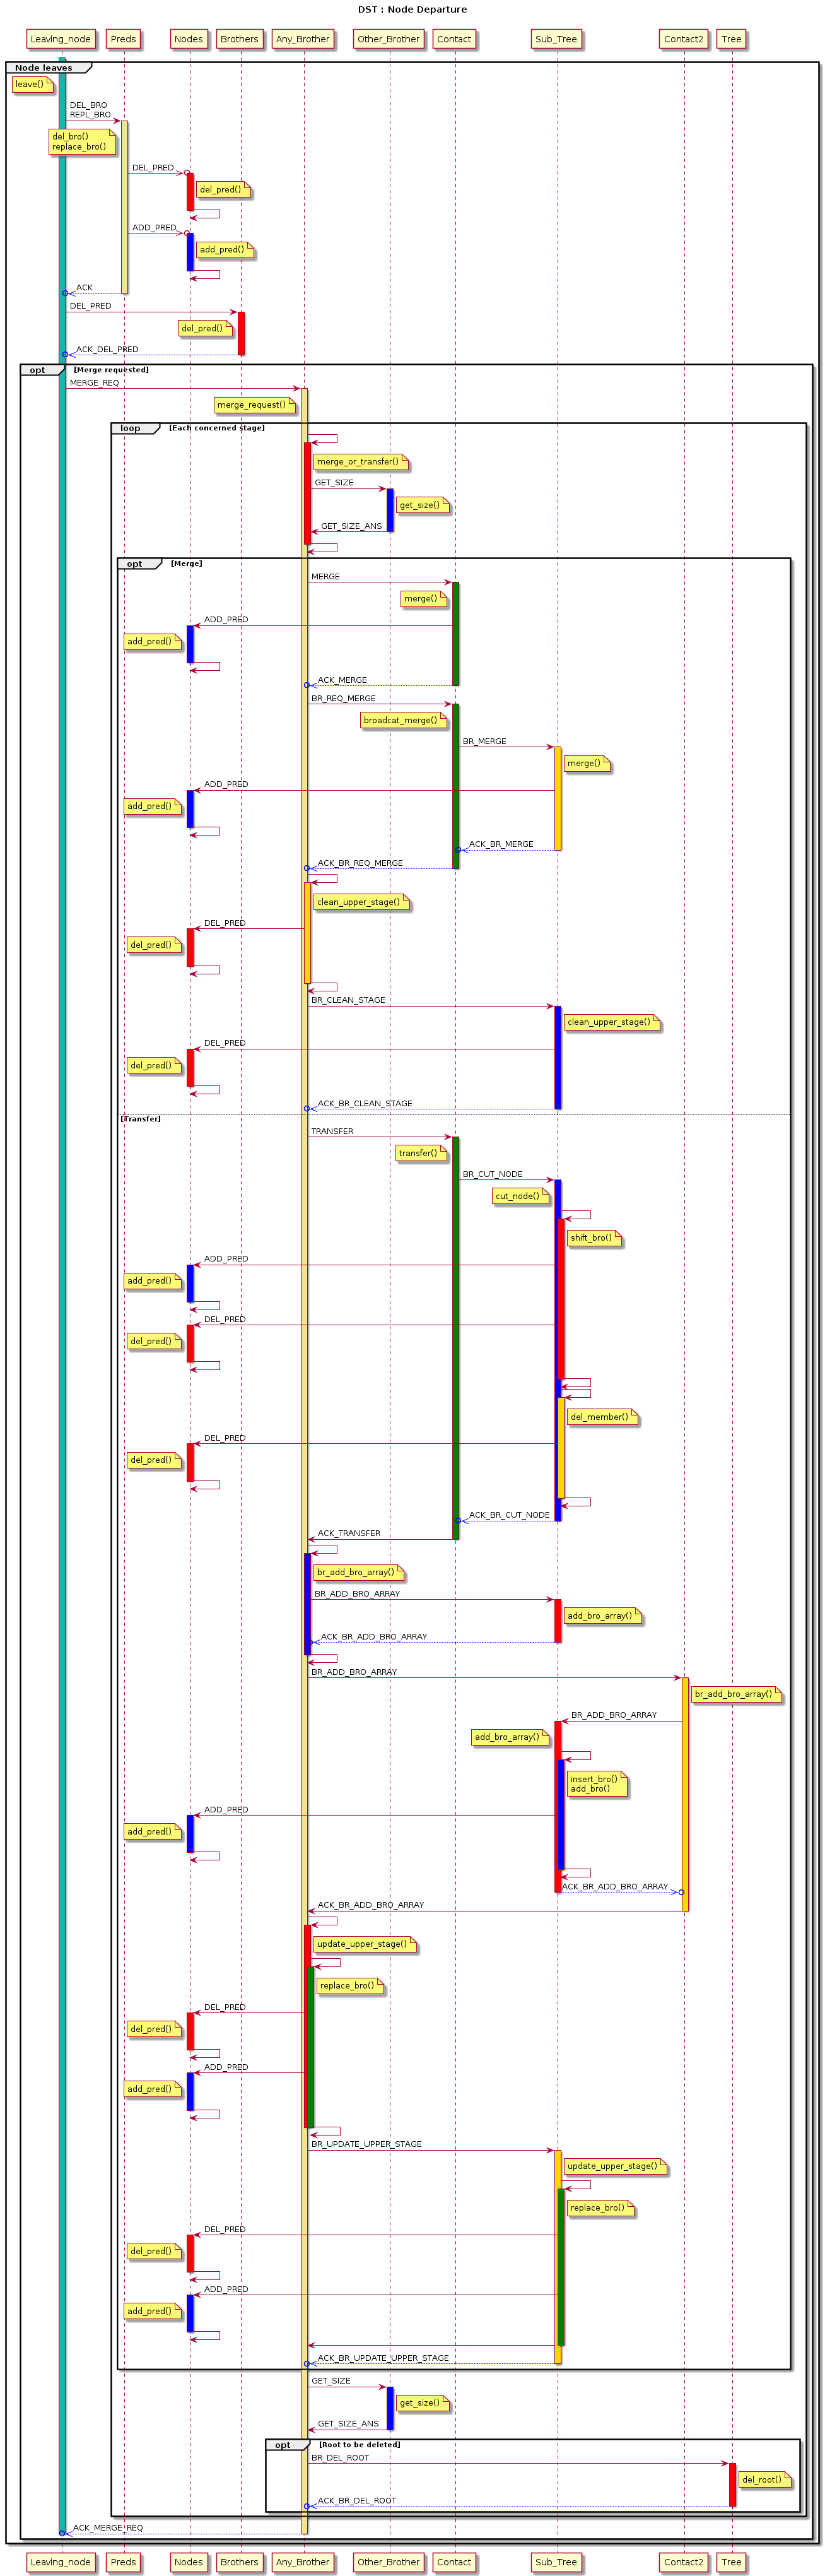 DST : Node Departure
Leaving_node
Preds
Nodes
Brothers
Any_Brother
Other_Brother
Contact
Sub_Tree
Contact2
Tree
Node leaves
leave()
DEL_BRO
REPL_BRO
del_bro()
replace_bro()
DEL_PRED
del_pred()
ADD_PRED
add_pred()
ACK
DEL_PRED
del_pred()
ACK_DEL_PRED
opt
[Merge requested]
MERGE_REQ
merge_request()
loop
[Each concerned stage]
merge_or_transfer()
GET_SIZE
get_size()
GET_SIZE_ANS
opt
[Merge]
MERGE
merge()
ADD_PRED
add_pred()
ACK_MERGE
BR_REQ_MERGE
broadcat_merge()
BR_MERGE
merge()
ADD_PRED
add_pred()
ACK_BR_MERGE
ACK_BR_REQ_MERGE
clean_upper_stage()
DEL_PRED
del_pred()
BR_CLEAN_STAGE
clean_upper_stage()
DEL_PRED
del_pred()
ACK_BR_CLEAN_STAGE
[Transfer]
TRANSFER
transfer()
BR_CUT_NODE
cut_node()
shift_bro()
ADD_PRED
add_pred()
DEL_PRED
del_pred()
del_member()
DEL_PRED
del_pred()
ACK_BR_CUT_NODE
ACK_TRANSFER
br_add_bro_array()
BR_ADD_BRO_ARRAY
add_bro_array()
ACK_BR_ADD_BRO_ARRAY
BR_ADD_BRO_ARRAY
br_add_bro_array()
BR_ADD_BRO_ARRAY
add_bro_array()
insert_bro()
add_bro()
ADD_PRED
add_pred()
ACK_BR_ADD_BRO_ARRAY
ACK_BR_ADD_BRO_ARRAY
update_upper_stage()
replace_bro()
DEL_PRED
del_pred()
ADD_PRED
add_pred()
BR_UPDATE_UPPER_STAGE
update_upper_stage()
replace_bro()
DEL_PRED
del_pred()
ADD_PRED
add_pred()
ACK_BR_UPDATE_UPPER_STAGE
GET_SIZE
get_size()
GET_SIZE_ANS
opt
[Root to be deleted]
BR_DEL_ROOT
del_root()
ACK_BR_DEL_ROOT
ACK_MERGE_REQ
Leaving_node
Preds
Nodes
Brothers
Any_Brother
Other_Brother
Contact
Sub_Tree
Contact2
Tree